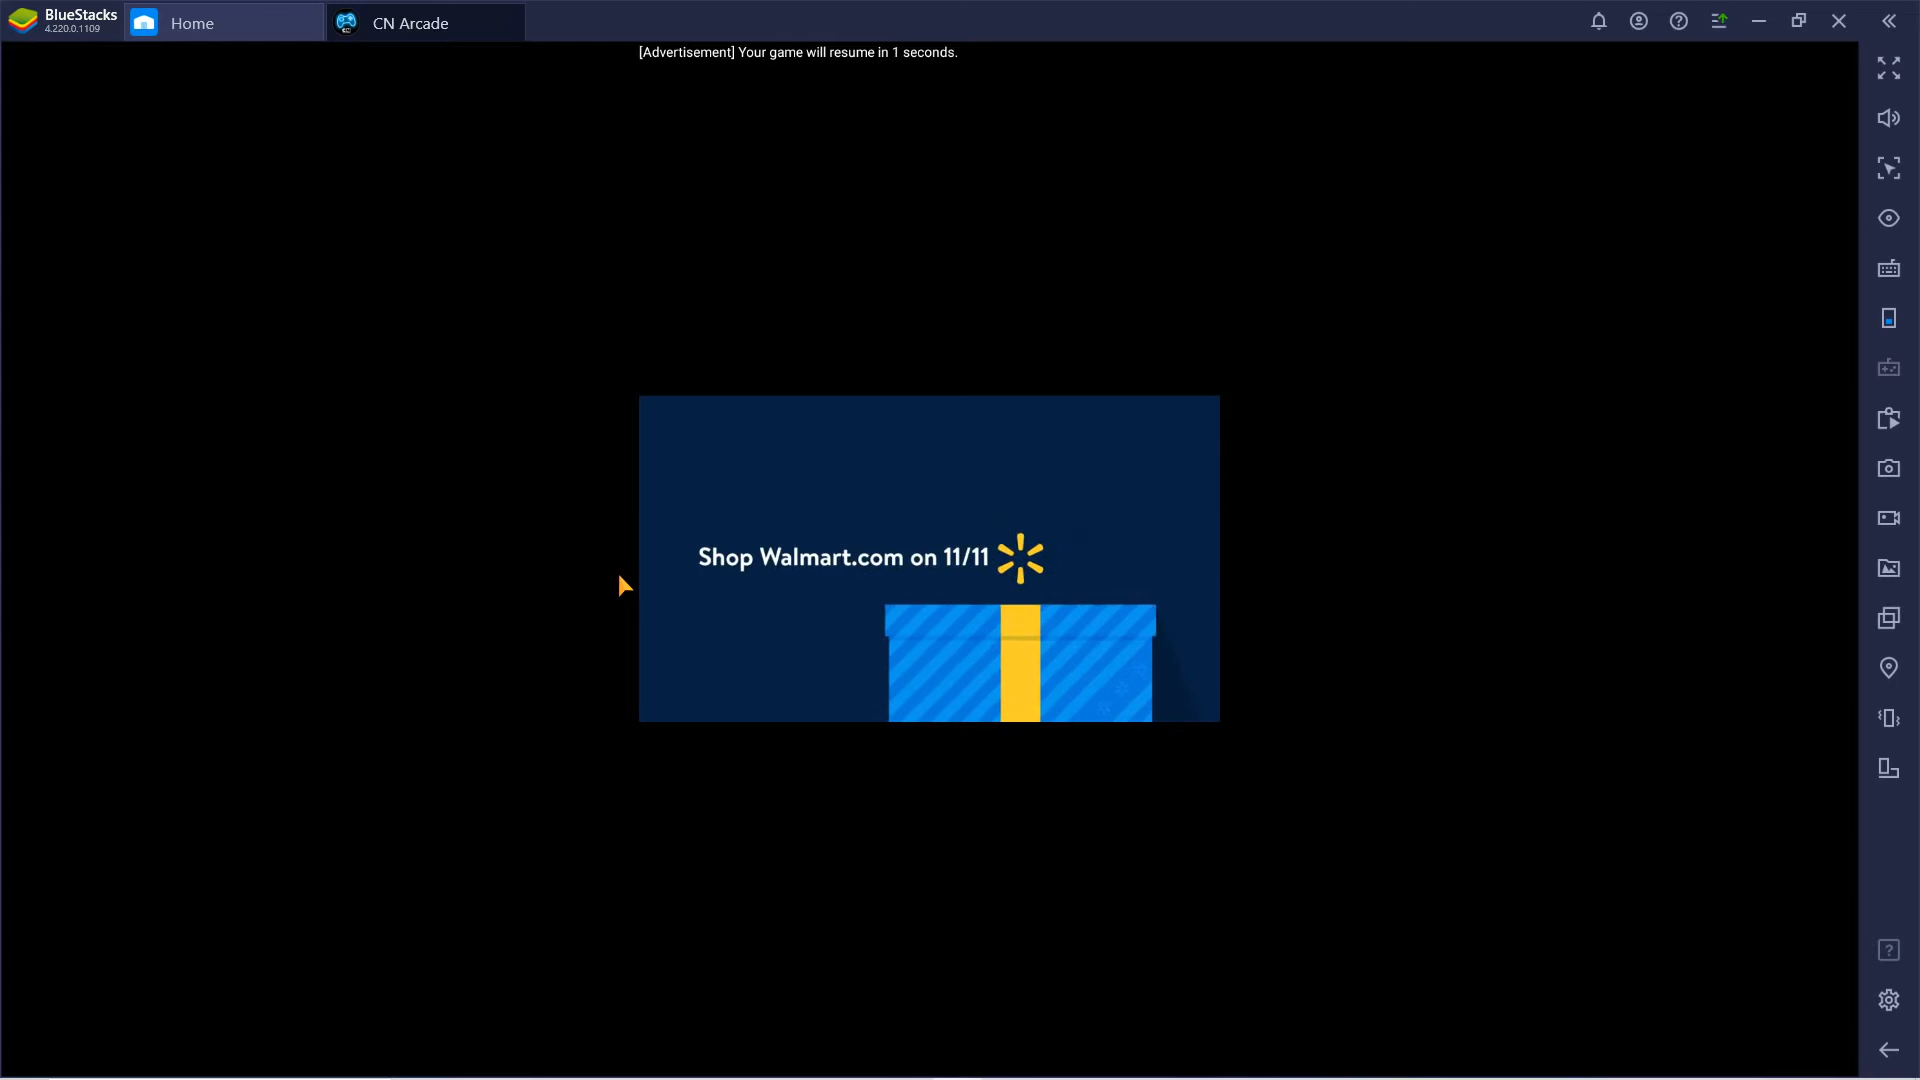 BlueStacks
4.220.0.1109
Home
CN Arcade
[Advertisement] Your game will resume in 1 seconds.
Shop Walmart.com on 11/11